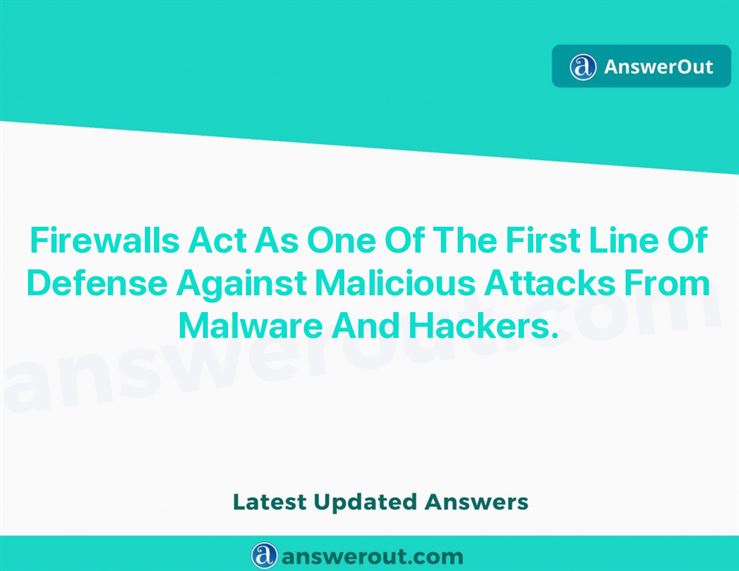 AnswerOut
Firewalls Act As One Of The First Line Of
Defense Against Malicious Attacks From
Malware And Hackers.
answerout.com
Latest Updated Answers
answerout.com